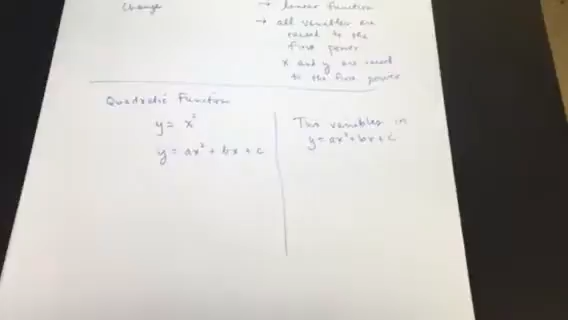 Change
→ linear function
→ all variables are
raised to the
first power
x and y are raised
to the first power
Quadratic Function
y = x²
y = ax² + bx + c
Two variables in
y = ax² + bx + c